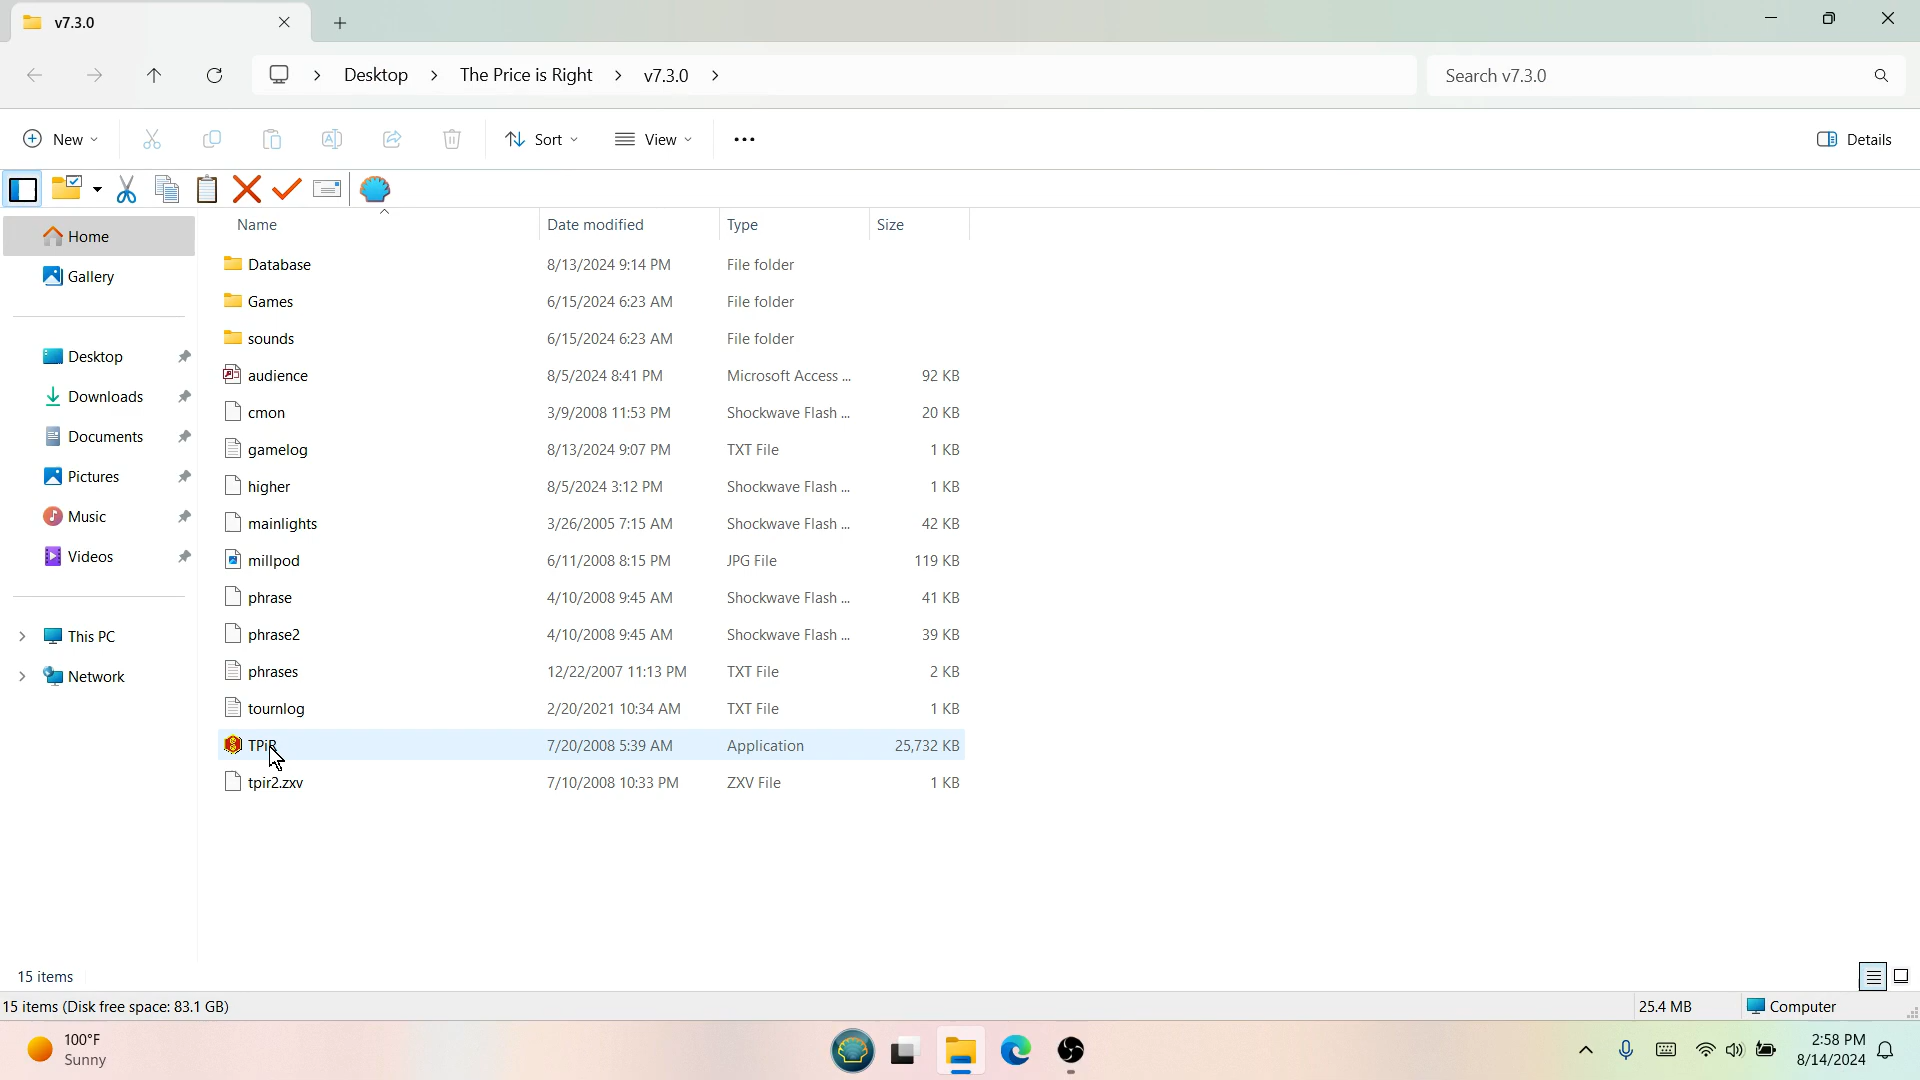 v7.3.0
Desktop > The Price is Right > v7.3.0 >
Search v7.3.0
New
Sort
View
Details
Name Date modified Type Size
Home
Gallery
Desktop
Downloads
Documents
Pictures
Music
Videos
This PC
Network
Database 8/13/2024 9:14 PM File folder
Games 6/15/2024 6:23 AM File folder
sounds 6/15/2024 6:23 AM File folder
audience 8/5/2024 8:41 PM Microsoft Access ... 92 KB
cmon 3/9/2008 11:53 PM Shockwave Flash ... 20 KB
gamelog 8/13/2024 9:07 PM TXT File 1 KB
higher 8/5/2024 3:12 PM Shockwave Flash ... 1 KB
mainlights 3/26/2005 7:15 AM Shockwave Flash ... 42 KB
millpod 6/11/2008 8:15 PM JPG File 119 KB
phrase 4/10/2008 9:45 AM Shockwave Flash ... 41 KB
phrase2 4/10/2008 9:45 AM Shockwave Flash ... 39 KB
phrases 12/22/2007 11:13 PM TXT File 2 KB
tournlog 2/20/2021 10:34 AM TXT File 1 KB
TPiR 7/20/2008 5:39 AM Application 25,732 KB
tpir2.zxv 7/10/2008 10:33 PM ZXV File 1 KB
15 items
15 items (Disk free space: 83.1 GB) 25.4 MB Computer
100°F
Sunny
2:58 PM
8/14/2024